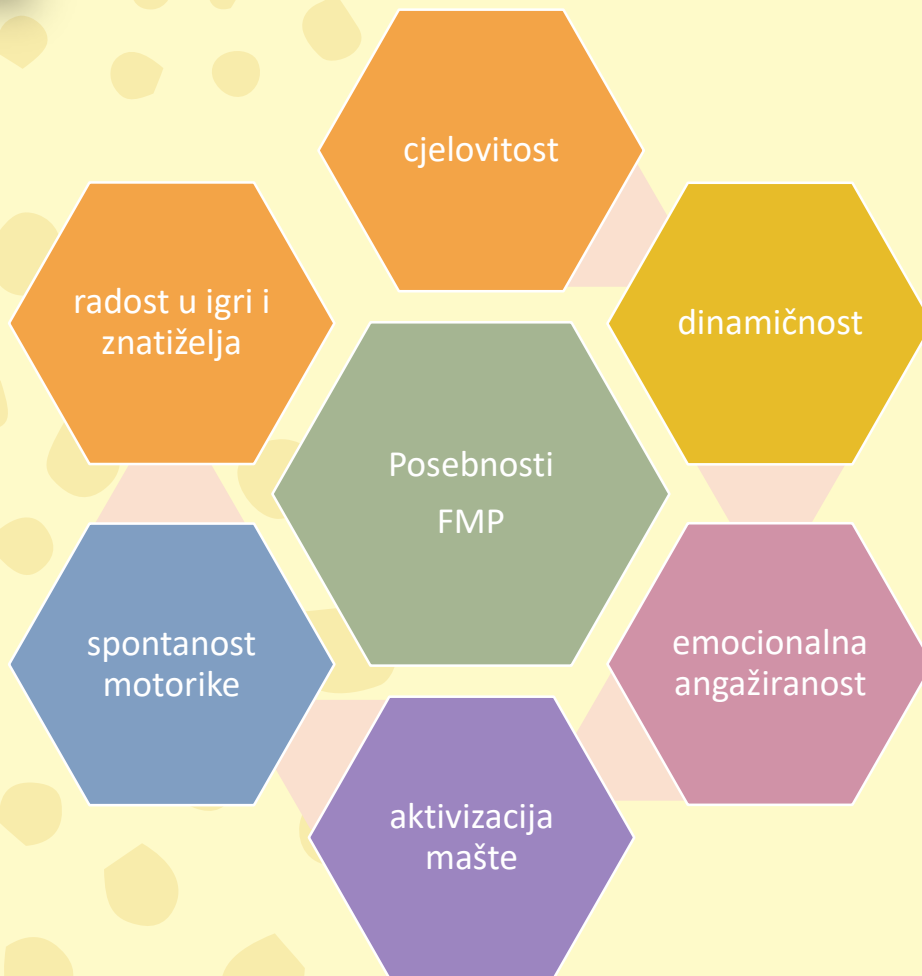 cjelovitost
dinamičnost
emocionalna
angažiranost
aktivizacija
mašte
spontanost
motorike
radost u igri i
znatiželja
Posebnosti
FMP